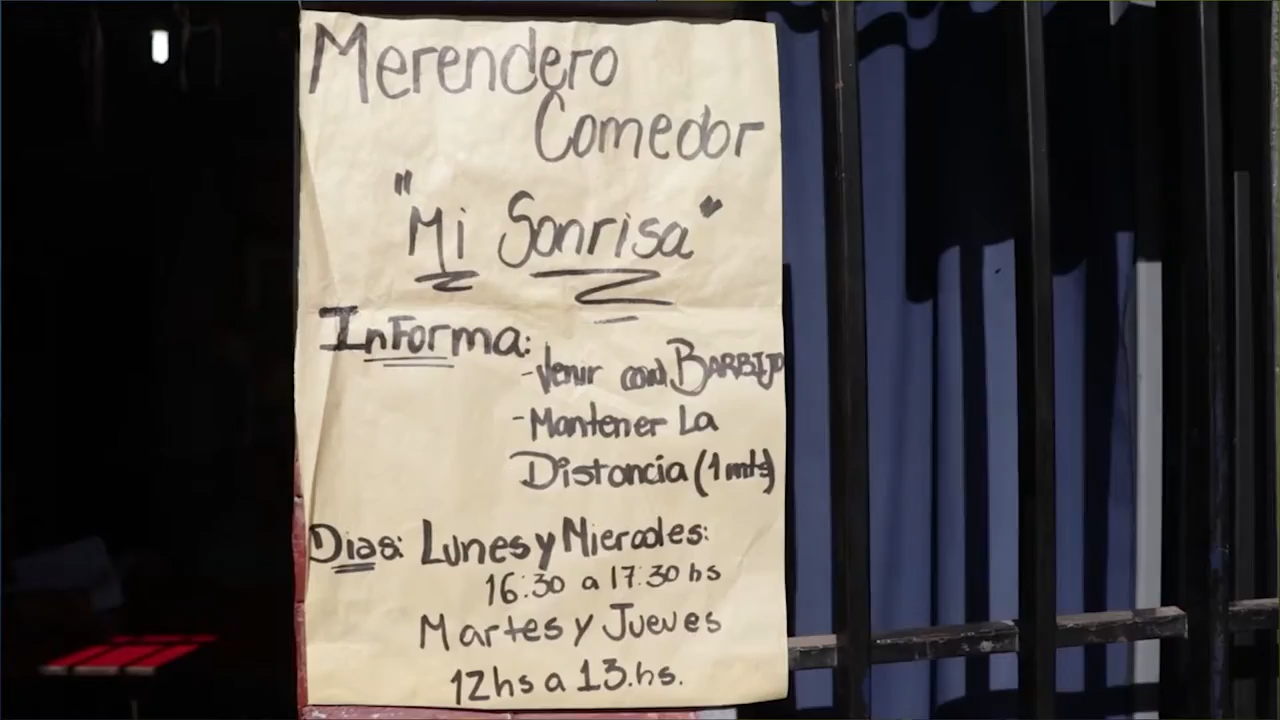 Merendero
Comedor
"Mi Sonrisa"
Informa:
-Venir con BARBIJO
-Mantener La
Distancia (1 mts)
Dias: Lunes y Miercoles:
16:30 a 17:30 hs
Martes y Jueves
12hs a 13.hs.